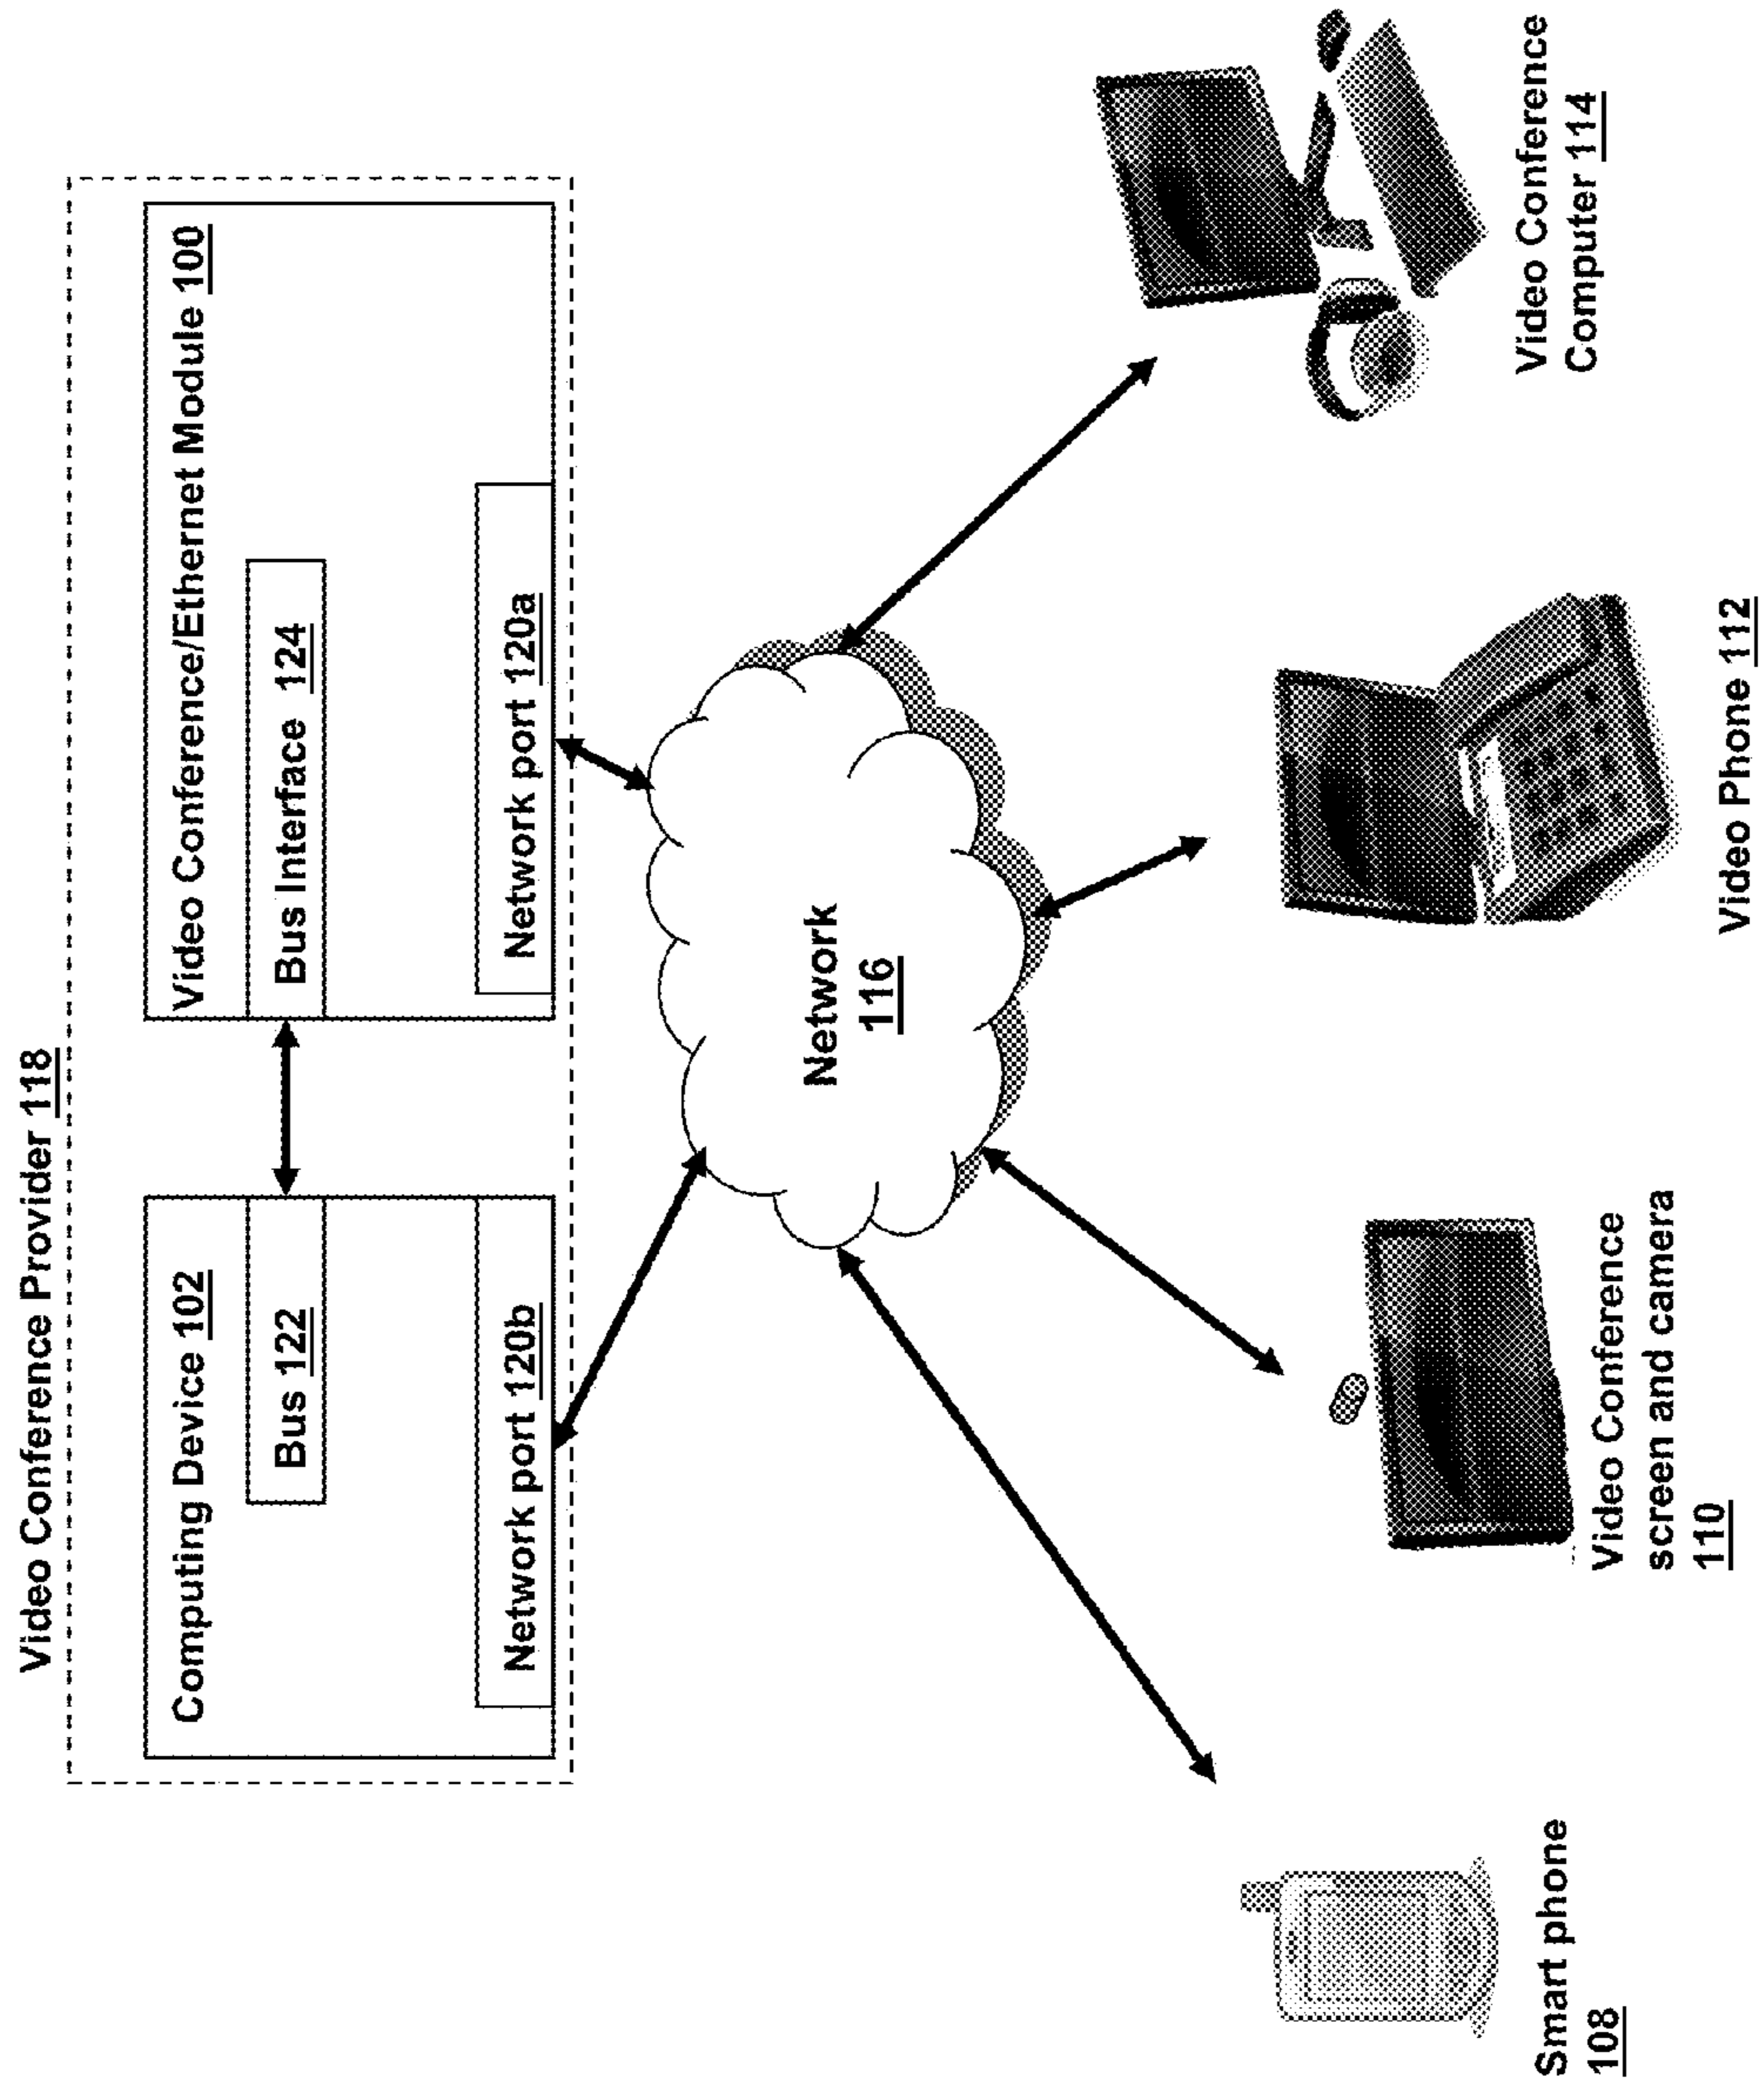 Video Conference Provider 118
Computing Device 102
Bus 122
Network port 120b
Video Conference/Ethernet Module 100
Bus Interface 124
Network port 120a
Network
116
Smart phone
108
Video Conference
screen and camera
110
Video Phone 112
Video Conference
Computer 114